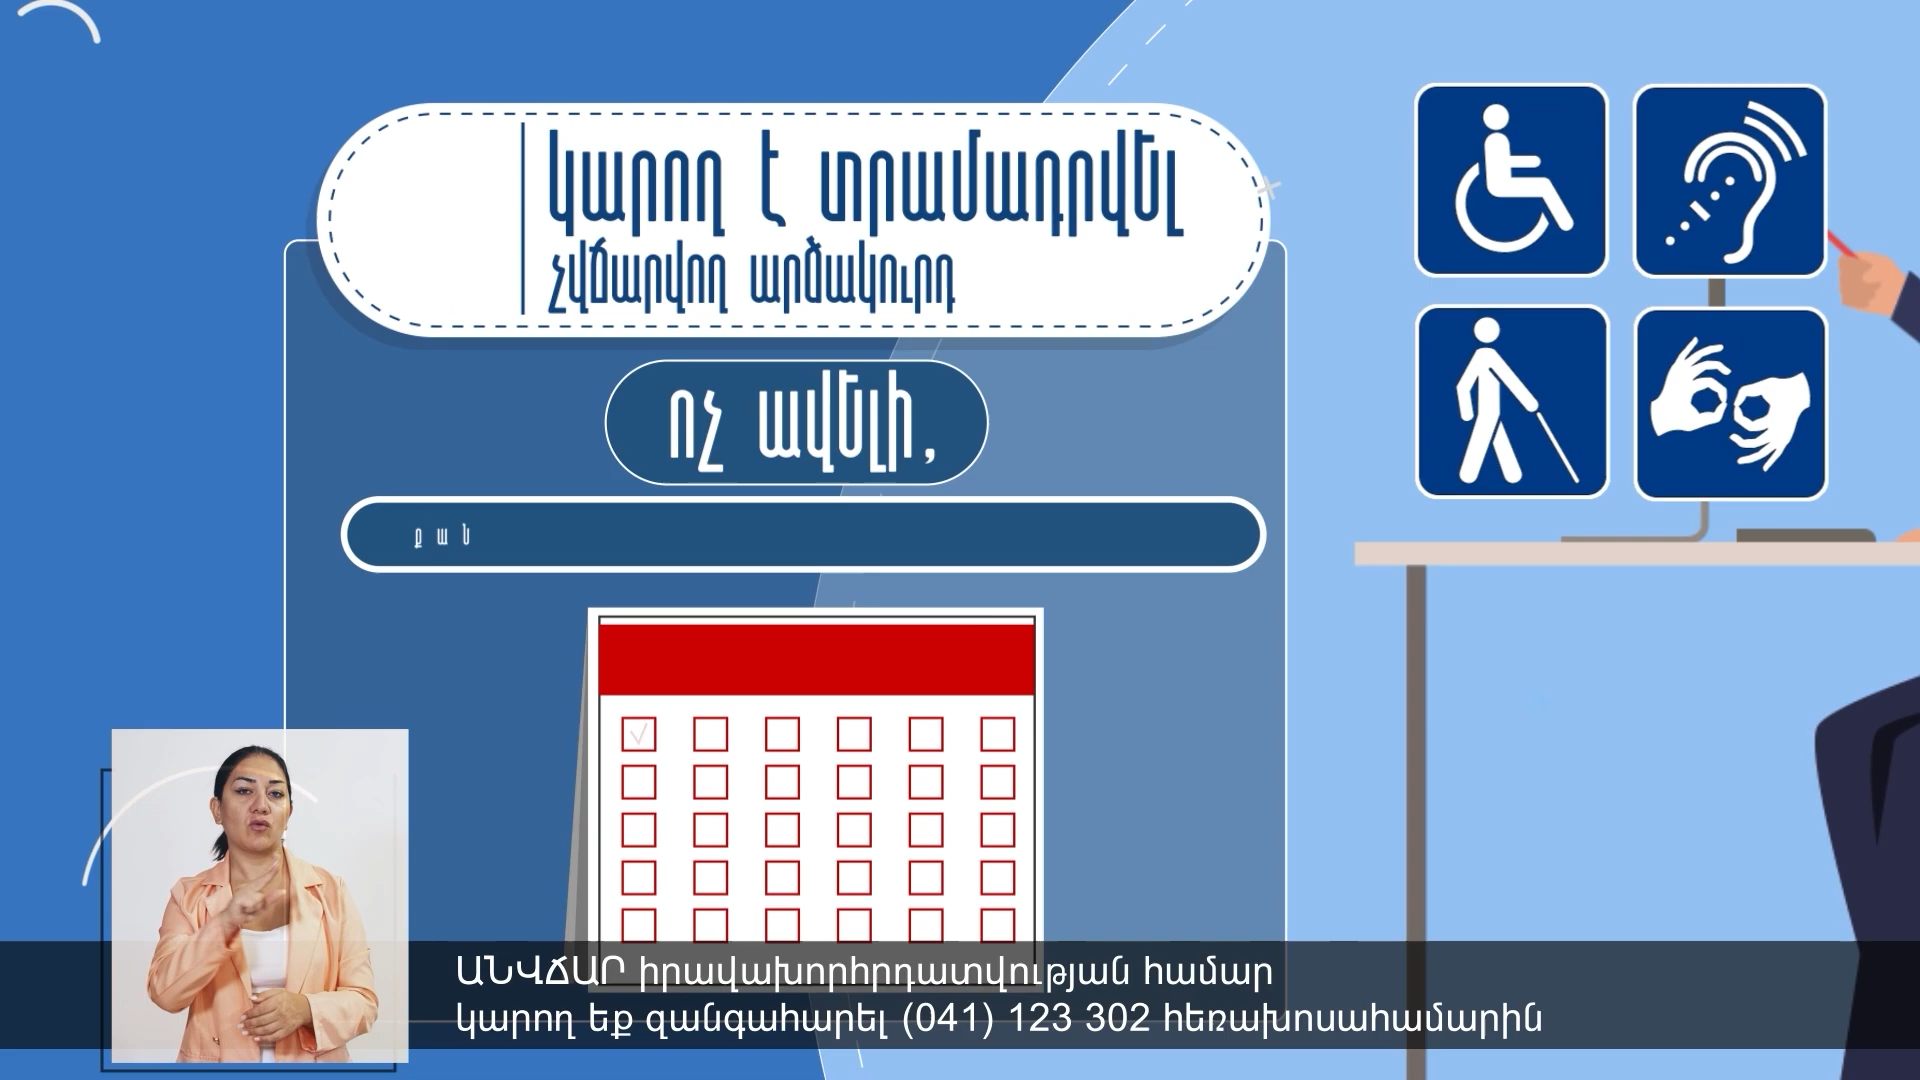 կարող է տրամադրվել
չվճարվող արձակուրդ
ոչ ավելի,
քան
ԱՆՎՃԱՐ իրավախորհրդատվության համար
կարող եք զանգահարել (041) 123 302 հեռախոսահամարին